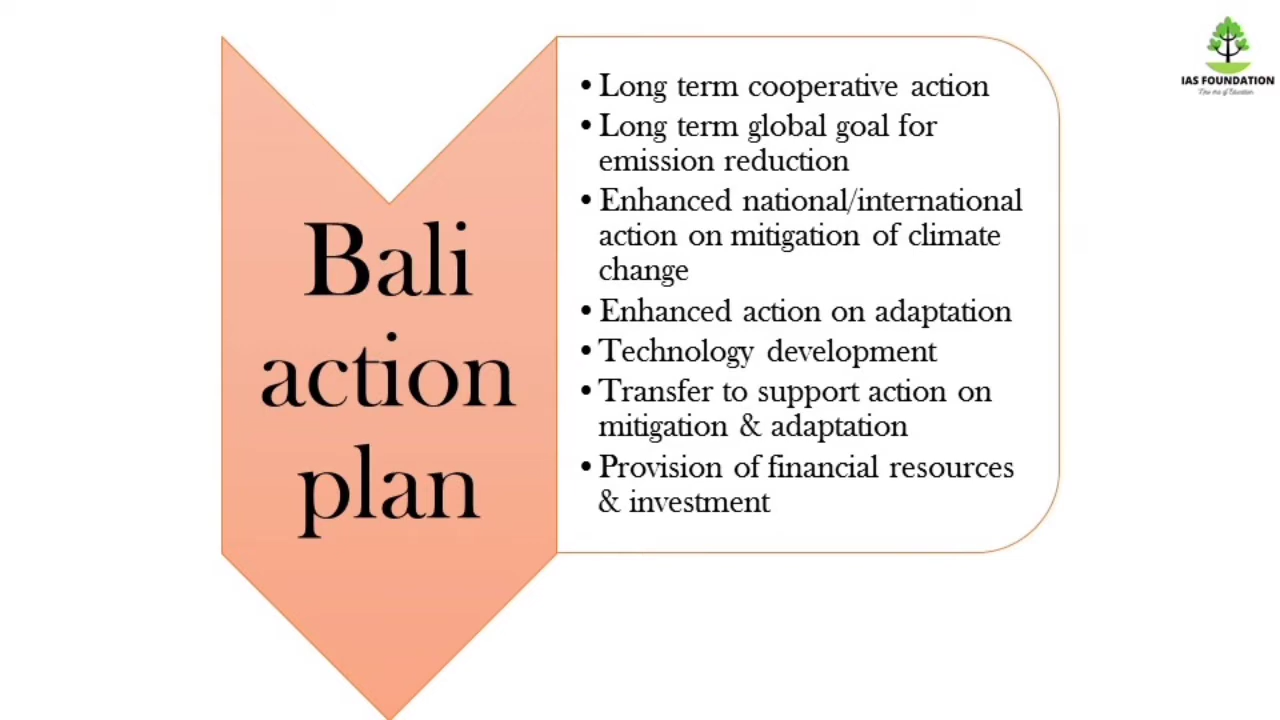 Bali
action
plan
• Long term cooperative action
• Long term global goal for
emission reduction
• Enhanced national/international
action on mitigation of climate
change
• Enhanced action on adaptation
• Technology development
• Transfer to support action on
mitigation & adaptation
• Provision of financial resources
& investment
IAS FOUNDATION